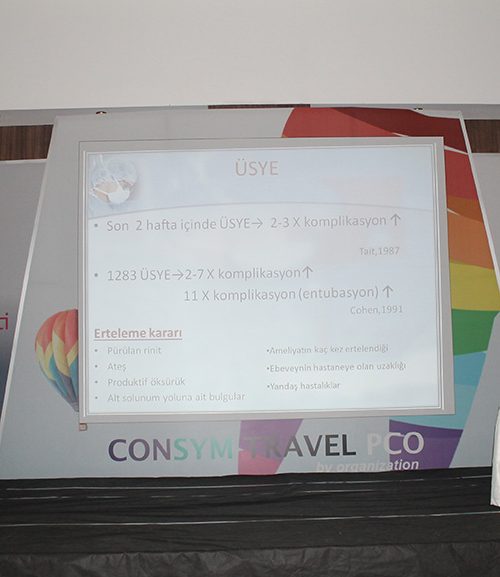 ÜSYE
• Son 2 hafta içinde ÜSYE→ 2-3 X komplikasyon ↑
Tait,1987
• 1283 ÜSYE→2-7 X komplikasyon↑
11 X komplikasyon (entubasyon) ↑
Cohen,1991
Erteleme kararı
• Pürülan rinit
• Ateş
• Produktif öksürük
• Alt solunum yoluna ait bulgular
•Ameliyatın kaç kez ertelendiği
•Ebeveynin hastaneye olan uzaklığı
•Yandaş hastalıklar
CONSYM-TRAVEL PCO
by organization